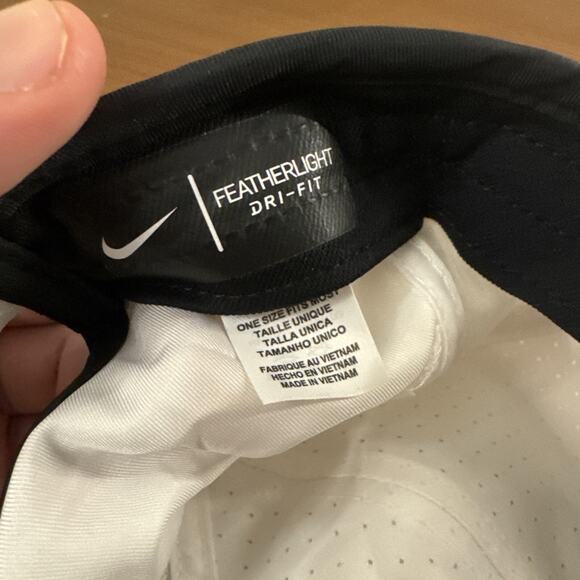 FEATHERLIGHT
DRI-FIT
ONE SIZE FITS MOST
TAILLE UNIQUE
TALLA UNICA
TAMANHO UNICO
FABRIQUE AU VIETNAM
HECHO EN VIETNAM
MADE IN VIETNAM